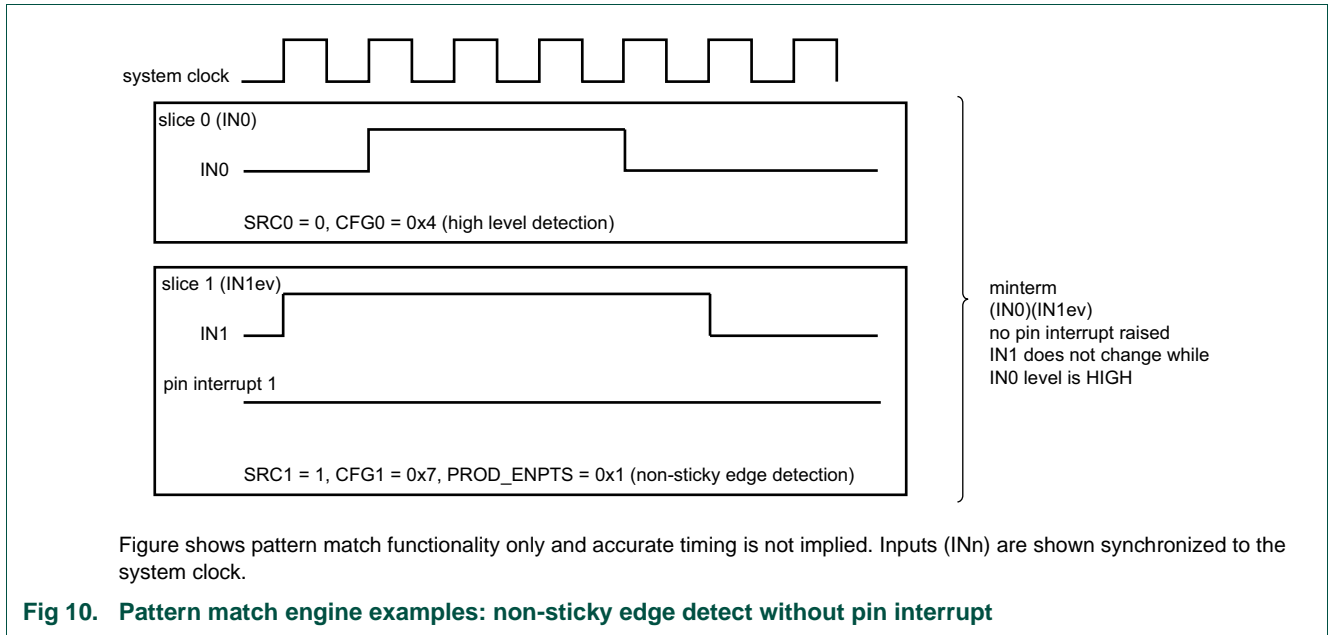 system clock
slice 0 (IN0)
IN0
SRC0 = 0, CFG0 = 0x4 (high level detection)
slice 1 (IN1ev)
IN1
pin interrupt 1
SRC1 = 1, CFG1 = 0x7, PROD_ENPTS = 0x1 (non-sticky edge detection)
minterm
(IN0)(IN1ev)
no pin interrupt raised
IN1 does not change while
IN0 level is HIGH
Figure shows pattern match functionality only and accurate timing is not implied. Inputs (INn) are shown synchronized to the
system clock.
Fig 10. Pattern match engine examples: non-sticky edge detect without pin interrupt